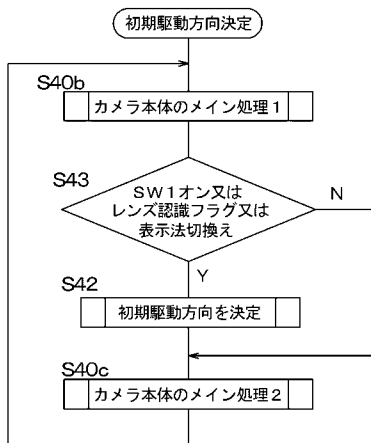 初期駆動方向決定
S40b
カメラ本体のメイン処理1
S43
SW1オン又は
レンズ認識フラグ又は
表示法切換え
N
Y
S42
初期駆動方向を決定
S40c
カメラ本体のメイン処理2